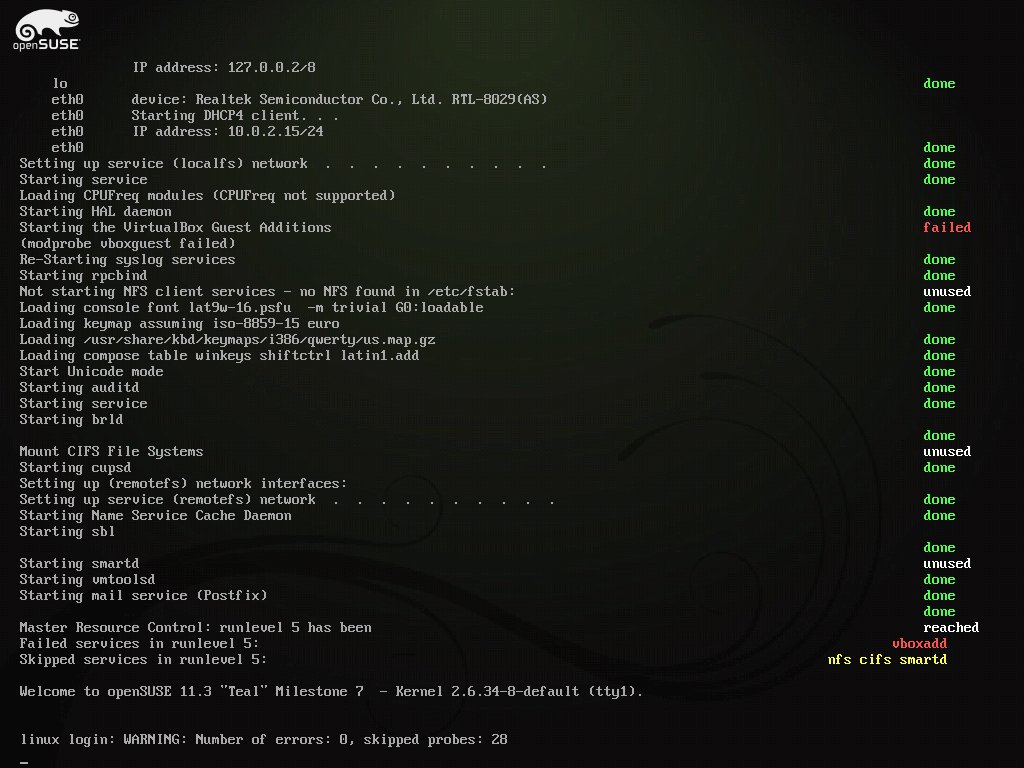 openSUSE
IP address: 127.0.0.2/8
lo done
eth0 device: Realtek Semiconductor Co., Ltd. RTL-8029(AS)
eth0 Starting DHCP4 client. . .
eth0 IP address: 10.0.2.15/24
eth0 done
Setting up service (localfs) network . . . . . . . . . . done
Starting service done
Loading CPUFreq modules (CPUFreq not supported)
Starting HAL daemon done
Starting the VirtualBox Guest Additions failed
(modprobe vboxguest failed)
Re-Starting syslog services done
Starting rpcbind done
Not starting NFS client services - no NFS found in /etc/fstab: unused
Loading console font lat9w-16.psfu -m trivial G0:loadable done
Loading keymap assuming iso-8859-15 euro
Loading /usr/share/kbd/keymaps/i386/qwerty/us.map.gz done
Loading compose table winkeys shiftctrl latin1.add done
Start Unicode mode done
Starting auditd done
Starting service done
Starting brld
done
Mount CIFS File Systems unused
Starting cupsd done
Setting up (remotefs) network interfaces:
Setting up service (remotefs) network . . . . . . . . . . done
Starting Name Service Cache Daemon done
Starting sbl
done
Starting smartd unused
Starting vmtoolsd done
Starting mail service (Postfix) done
done
Master Resource Control: runlevel 5 has been reached
Failed services in runlevel 5: vboxadd
Skipped services in runlevel 5: nfs cifs smartd
Welcome to openSUSE 11.3 "Teal" Milestone 7 - Kernel 2.6.34-8-default (tty1).
linux login: WARNING: Number of errors: 0, skipped probes: 28
_